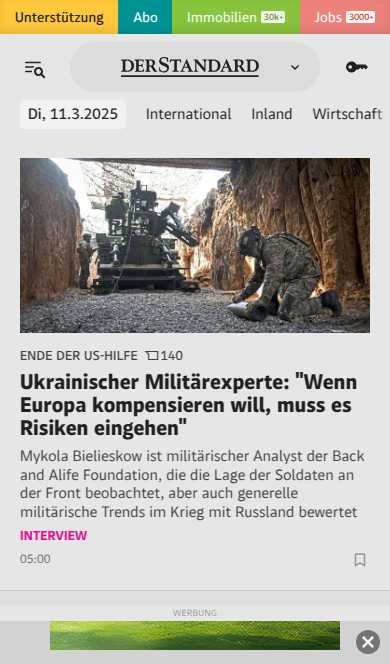 Unterstützung Abo Immobilien 30k+ Jobs 3000+
DERSTANDARD
Di, 11.3.2025 International Inland Wirtschaft
ENDE DER US-HILFE 140
Ukrainischer Militärexperte: "Wenn
Europa kompensieren will, muss es
Risiken eingehen"
Mykola Bielieskow ist militärischer Analyst der Back
and Alife Foundation, die die Lage der Soldaten an
der Front beobachtet, aber auch generelle
militärische Trends im Krieg mit Russland bewertet
INTERVIEW
05:00
WERBUNG